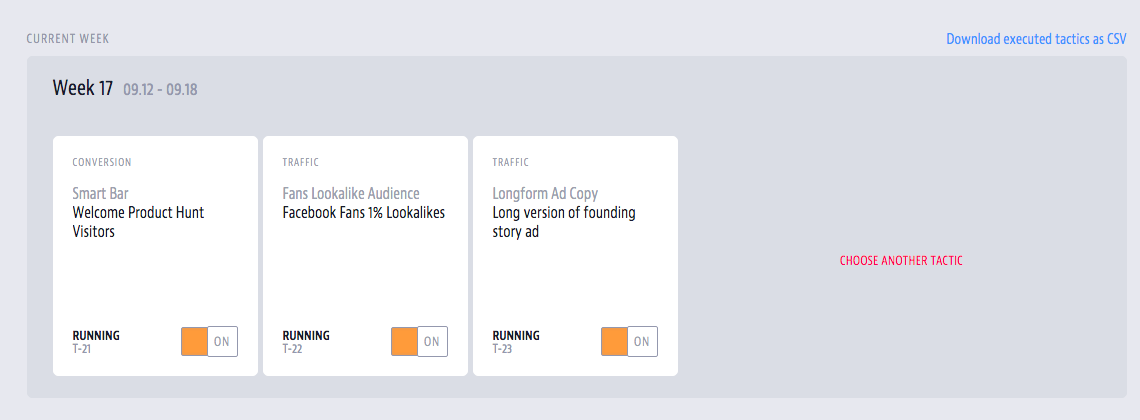 CURRENT WEEK
Download executed tactics as CSV
Week 17 09.12 - 09.18
CONVERSION
Smart Bar
Welcome Product Hunt
Visitors
RUNNING
T-21
ON
TRAFFIC
Fans Lookalike Audience
Facebook Fans 1% Lookalikes
RUNNING
T-22
ON
TRAFFIC
Longform Ad Copy
Long version of founding
story ad
RUNNING
T-23
ON
CHOOSE ANOTHER TACTIC